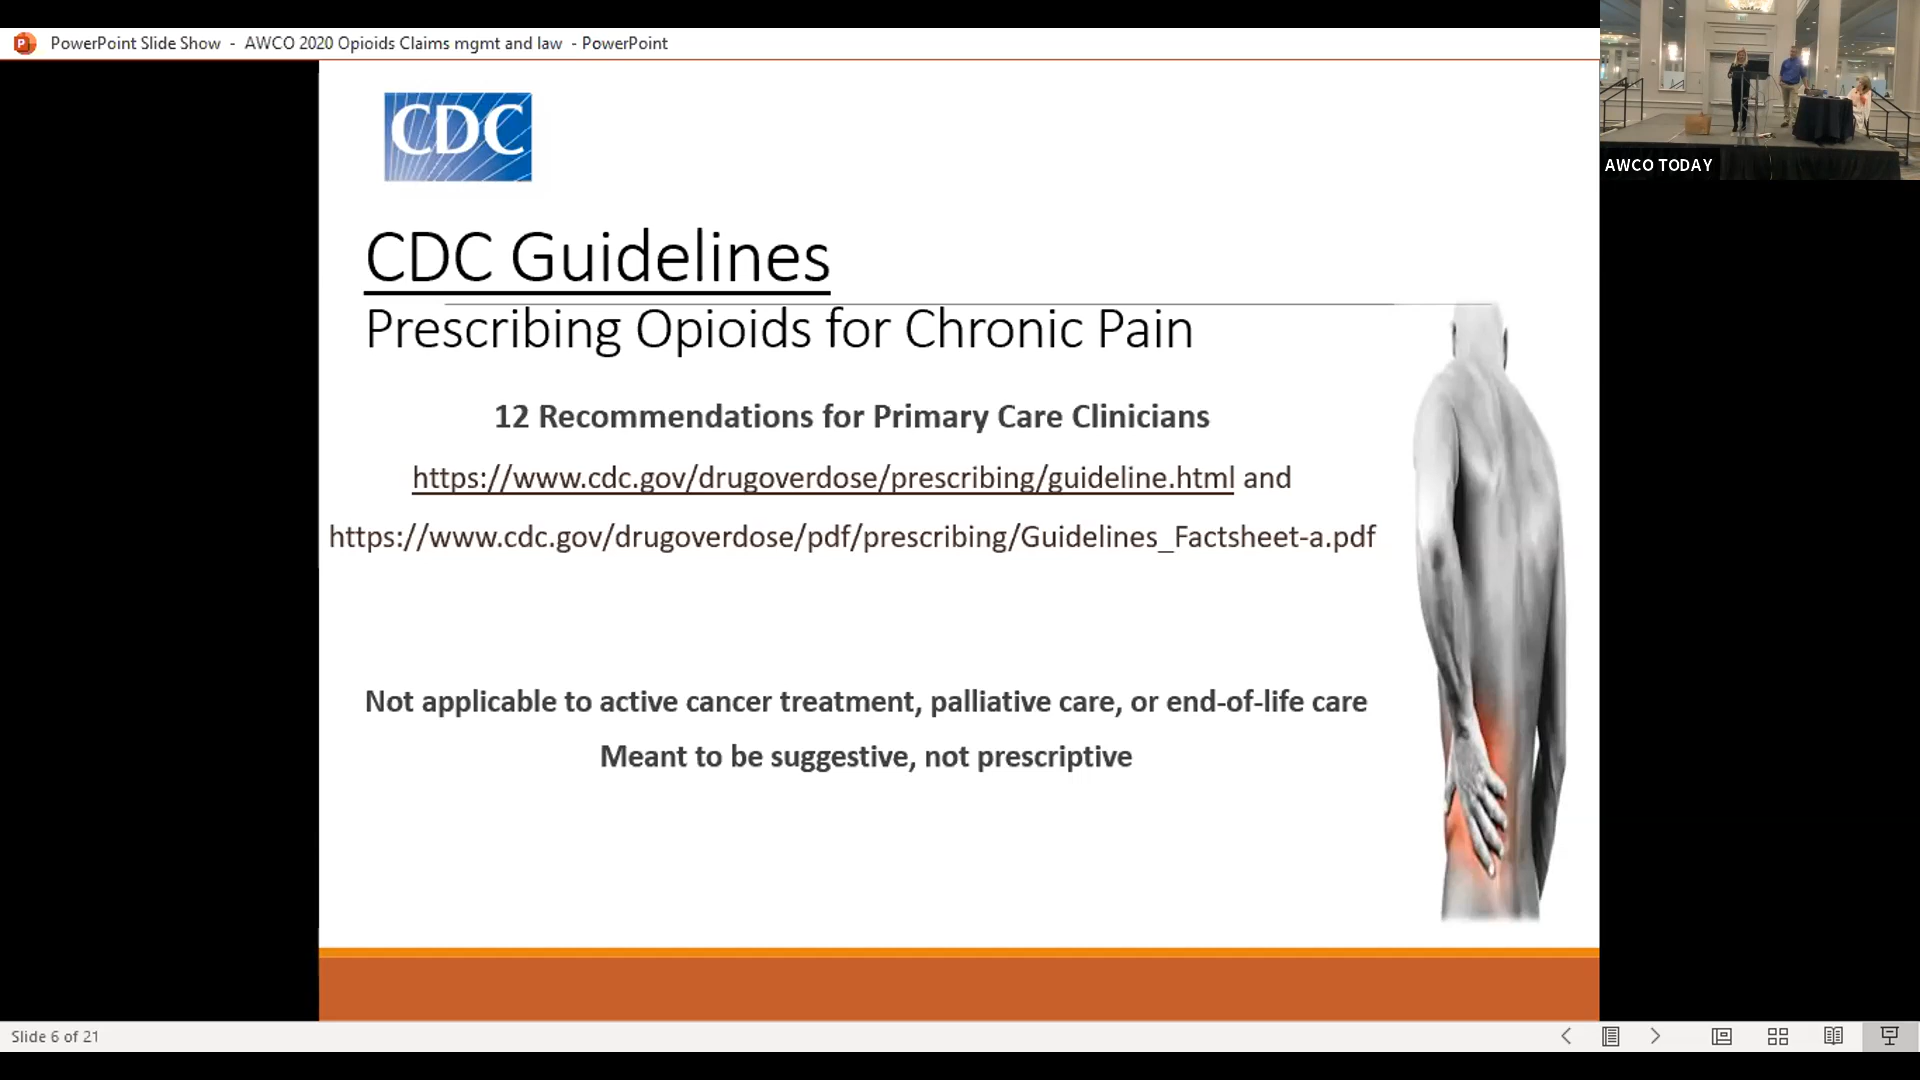 PowerPoint Slide Show - AWCO 2020 Opioids Claims mgmt and law - PowerPoint
AWCO TODAY
CDC
CDC Guidelines
Prescribing Opioids for Chronic Pain
12 Recommendations for Primary Care Clinicians
https://www.cdc.gov/drugoverdose/prescribing/guideline.html and
https://www.cdc.gov/drugoverdose/pdf/prescribing/Guidelines_Factsheet-a.pdf
Not applicable to active cancer treatment, palliative care, or end-of-life care
Meant to be suggestive, not prescriptive
Slide 6 of 21